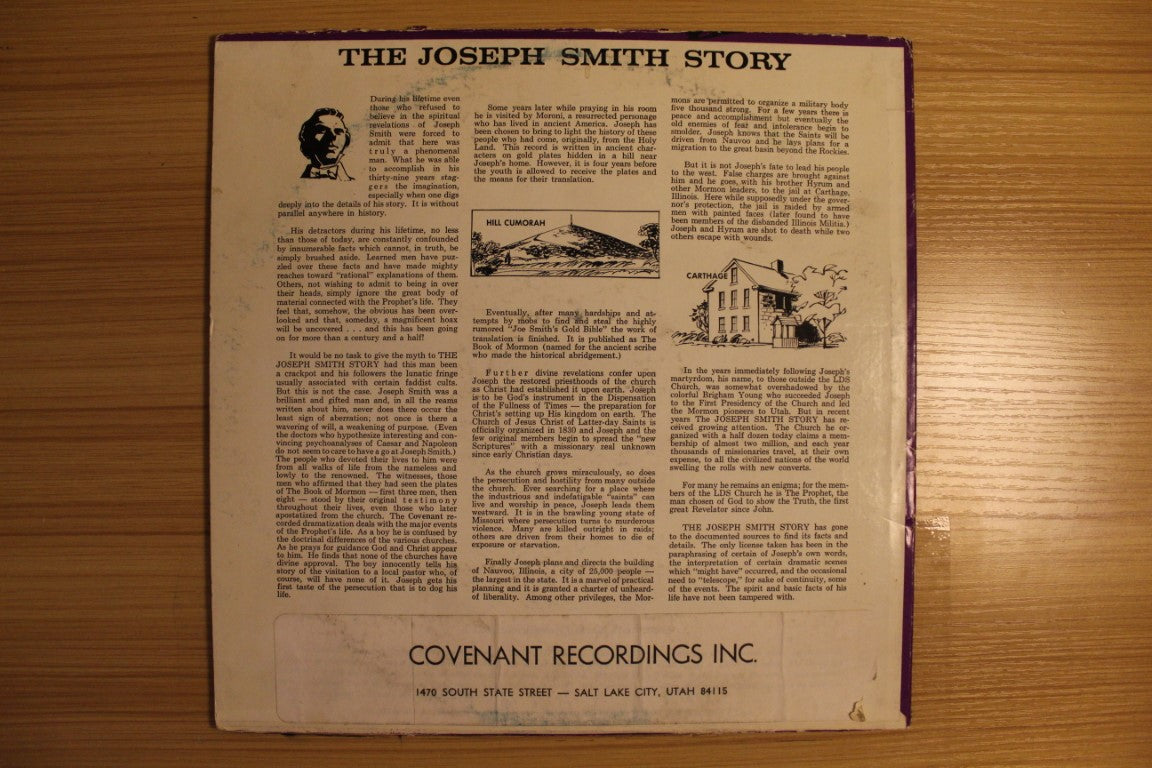 THE JOSEPH SMITH STORY
During his lifetime even
those who refused to
believe in the spiritual
revelations of Joseph
Smith were forced to
admit that here was
truly a phenomenal
man. What he was able
to accomplish in his
thirty-nine years stag-
gers the imagination,
especially when one digs
deeply into the details of his story. It is without
parallel anywhere in history.
His detractors during his lifetime, no less
than those of today, are constantly confounded
by innumerable facts which cannot, in truth, be
simply brushed aside. Learned men have puz-
zled over these facts and have made mighty
reaches toward "rational" explanations of them.
Others, not wishing to admit to being in over
their heads, simply ignore the great body of
material connected with the Prophet's life. They
feel that, somehow, the obvious has been over-
looked and that, someday, a magnificent hoax
will be uncovered . . . and this has been going
on for more than a century and a half!
It would be no task to give the myth to THE
JOSEPH SMITH STORY had this man been
a crackpot and his followers the lunatic fringe
usually associated with certain faddist cults.
But this is not the case. Joseph Smith was a
brilliant and gifted man and, in all the reams
written about him, never does there occur the
least sign of aberration; not once is there a
wavering of will, a weakening of purpose. (Even
the doctors who hypothesize interesting and con-
vincing psychoanalyses of Caesar and Napoleon
do not seem to care to have a go at Joseph Smith.)
The people who devoted their lives to him were
from all walks of life from the nameless and
lowly to the renowned. The witnesses, those
men who affirmed that they had seen the plates
of The Book of Mormon — first three men, then
eight — stood by their original testimony
throughout their lives, even those who later
apostatized from the church. The Covenant re-
corded dramatization deals with the major events
of the Prophet's life. As a boy he is confused by
the doctrinal differences of the various churches.
As he prays for guidance God and Christ appear
to him. He finds that none of the churches have
divine approval. The boy innocently tells his
story of the visitation to a local pastor who, of
course, will have none of it. Joseph gets his
first taste of the persecution that is to dog his
life.
Some years later while praying in his room
he is visited by Moroni, a resurrected personage
who has lived in ancient America. Joseph has
been chosen to bring to light the history of these
people who had come, originally, from the Holy
Land. This record is written in ancient char-
acters on gold plates hidden in a hill near
Joseph's home. However, it is four years before
the youth is allowed to receive the plates and
the means for their translation.
HILL CUMORAH
Eventually, after many hardships and at-
tempts by mobs to find and steal the highly
rumored "Joe Smith's Gold Bible" the work of
translation is finished. It is published as The
Book of Mormon (named for the ancient scribe
who made the historical abridgement.)
Further divine revelations confer upon
Joseph the restored priesthoods of the church
as Christ had established it upon earth. Joseph
is to be God's instrument in the Dispensation
of the Fullness of Times — the preparation for
Christ's setting up His kingdom on earth. The
Church of Jesus Christ of Latter-day Saints is
officially organized in 1830 and Joseph and the
few original members begin to spread the "new
Scriptures" with a missionary zeal unknown
since early Christian days.
As the church grows miraculously, so does
the persecution and hostility from many outside
the church. Ever searching for a place where
the industrious and indefatigable "saints" can
live and worship in peace, Joseph leads them
westward. It is in the brawling young state of
Missouri where persecution turns to murderous
violence. Many are killed outright in raids;
others are driven from their homes to die of
exposure or starvation.
Finally Joseph plans and directs the building
of Nauvoo, Illinois, a city of 25,000 people —
the largest in the state. It is a marvel of practical
planning and it is granted a charter of unheard-
of liberality. Among other privileges, the Mor-
mons are permitted to organize a military body
five thousand strong. For a few years there is
peace and accomplishment but eventually the
old enemies of fear and intolerance begin to
smolder. Joseph knows that the Saints will be
driven from Nauvoo and he lays plans for a
migration to the great basin beyond the Rockies.
But it is not Joseph's fate to lead his people
to the west. False charges are brought against
him and he goes, with his brother Hyrum and
other Mormon leaders, to the jail at Carthage,
Illinois. Here while supposedly under the gover-
nor's protection, the jail is raided by armed
men with painted faces (later found to have
been members of the disbanded Illinois Militia.)
Joseph and Hyrum are shot to death while two
others escape with wounds.
CARTHAGE
In the years immediately following Joseph's
martyrdom, his name, to those outside the LDS
Church, was somewhat overshadowed by the
colorful Brigham Young who succeeded Joseph
to the First Presidency of the Church and led
the Mormon pioneers to Utah. But in recent
years The JOSEPH SMITH STORY has re-
ceived growing attention. The Church he or-
ganized with a half dozen today claims a mem-
bership of almost two million, and each year
thousands of missionaries travel, at their own
expense, to all the civilized nations of the world
swelling the rolls with new converts.
For many he remains an enigma; for the mem-
bers of the LDS Church he is The Prophet, the
man chosen of God to show the Truth, the first
great Revelator since John.
THE JOSEPH SMITH STORY has gone
to the documented sources to find its facts and
details. The only license taken has been in the
paraphrasing of certain of Joseph's own words,
the interpretation of certain dramatic scenes
which "might have" occurred, and the occasional
need to "telescope," for sake of continuity, some
of the events. The spirit and basic facts of his
life have not been tampered with.
COVENANT RECORDINGS INC.
1470 SOUTH STATE STREET — SALT LAKE CITY, UTAH 84115